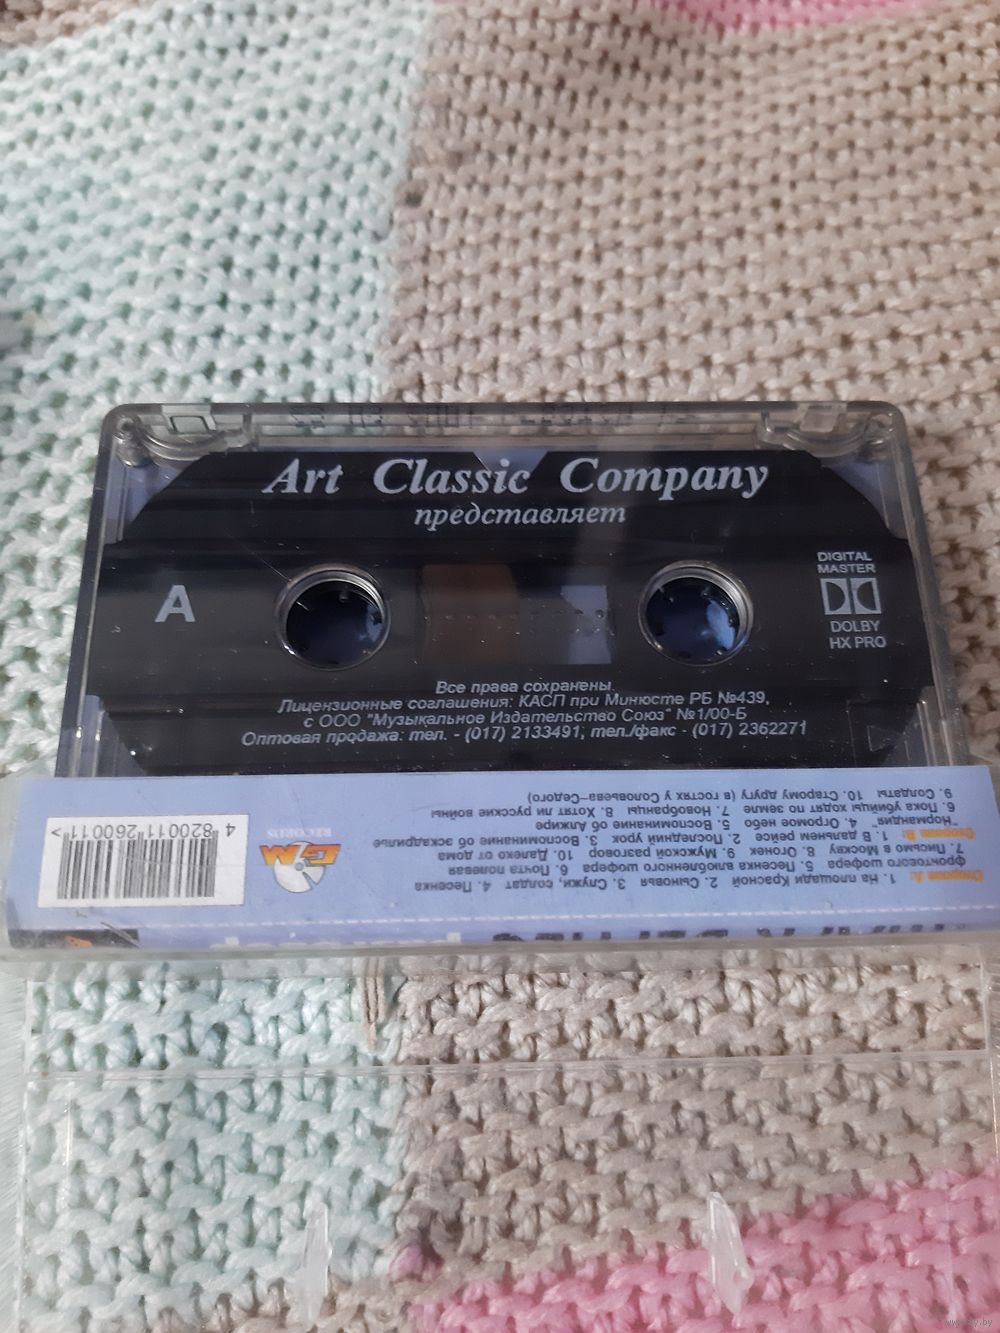 Art Classic Company
представляет
A
DIGITAL
MASTER
DOLBY
HX PRO
Все права сохранены.
Лицензионные соглашения: КАСП при Минюсте РБ №439,
с ООО "Музыкальное Издательство Союз" №1/00-Б
Оптовая продажа: тел. - (017) 2133491, тел./факс - (017) 2362271
Сторона А: 1. На площади Красной 2. Сыновья 3. Служи, солдат 4. Песенка
фронтового шофера 5. Песенка влюбленного шофера 6. Почта полевая
7. Письмо в Москву 8. Огонек 9. Мужской разговор 10. Далеко от дома
Сторона В: 1. В дальнем рейсе 2. Последний урок 3. Воспоминание об эскадрилье
"Нормандия" 4. Огромное небо 5. Воспоминание об Алжире
6. Пока убийцы ходят по земле 7. Новобранцы 8. Хотят ли русские войны
9. Солдаты 10. Старому другу (в гостях у Соловьева-Седого)
RECORDS
4 820011 260011 >